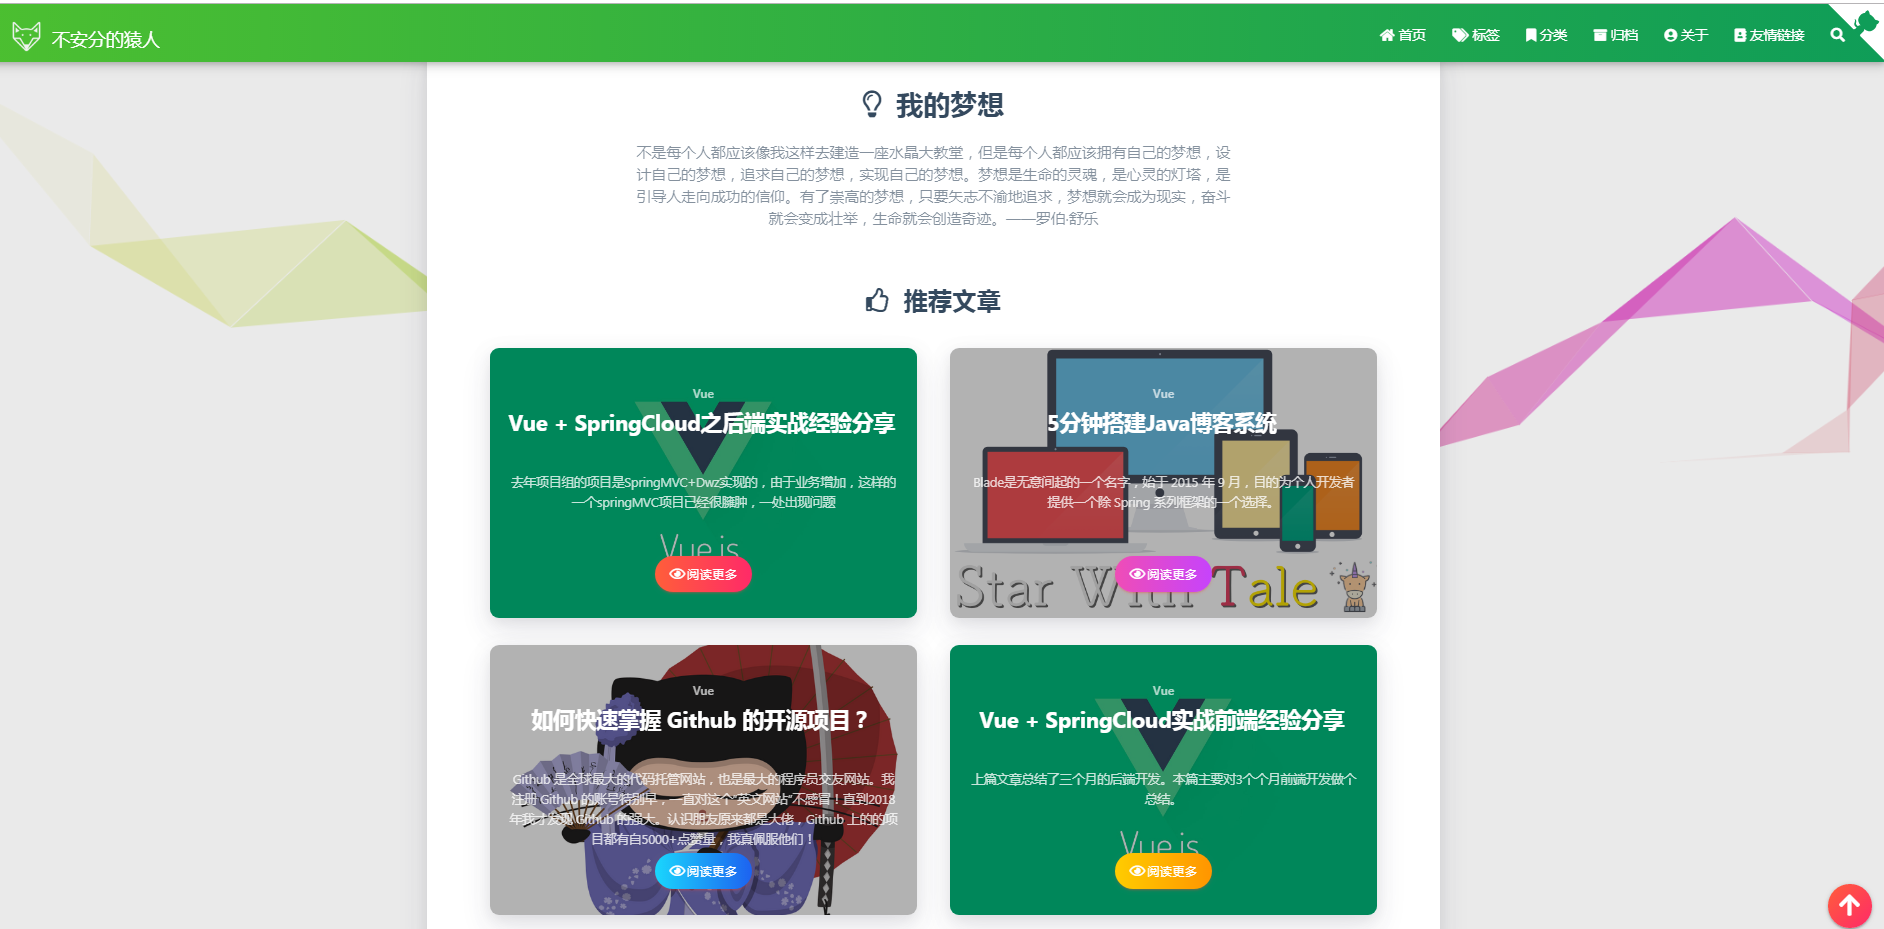 不安分的猿人
首页 标签 分类 归档 关于 友情链接
我的梦想
不是每个人都应该像我这样去建造一座水晶大教堂，但是每个人都应该拥有自己的梦想，设
计自己的梦想，追求自己的梦想，实现自己的梦想。梦想是生命的灵魂，是心灵的灯塔，是
引导人走向成功的信仰。有了崇高的梦想，只要矢志不渝地追求，梦想就会成为现实，奋斗
就会变成壮举，生命就会创造奇迹。——罗伯·舒乐
推荐文章
Vue
Vue + SpringCloud之后端实战经验分享
去年项目组的项目是SpringMVC+Dwz实现的，由于业务增加，这样的
一个springMVC项目已经很臃肿，一处出现问题
Vue.js
阅读更多
Vue
5分钟搭建Java博客系统
Blade是无意间起的一个名字，始于 2015 年 9 月，目的为个人开发者
提供一个除 Spring 系列框架的一个选择。
阅读更多
Star With Tale
Vue
如何快速掌握 Github 的开源项目？
Github 是全球最大的代码托管网站，也是最大的程序员交友网站。我
注册 Github 的账号特别早，一直对这个“英文网站”不感冒！直到2018
年我才发现 Github 的强大。认识朋友原来都是大佬，Github 上的的项
目都有自5000+点赞量，我真佩服他们！
阅读更多
Vue
Vue + SpringCloud实战前端经验分享
上篇文章总结了三个月的后端开发。本篇主要对3个个月前端开发做个
总结。
Vue.js
阅读更多